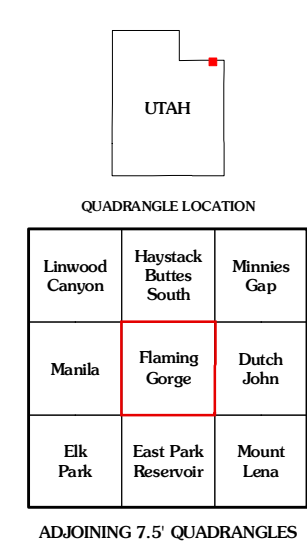 UTAH
QUADRANGLE LOCATION
Linwood
Canyon
Haystack
Buttes
South
Minnies
Gap
Manila
Flaming
Gorge
Dutch
John
Elk
Park
East Park
Reservoir
Mount
Lena
ADJOINING 7.5' QUADRANGLES